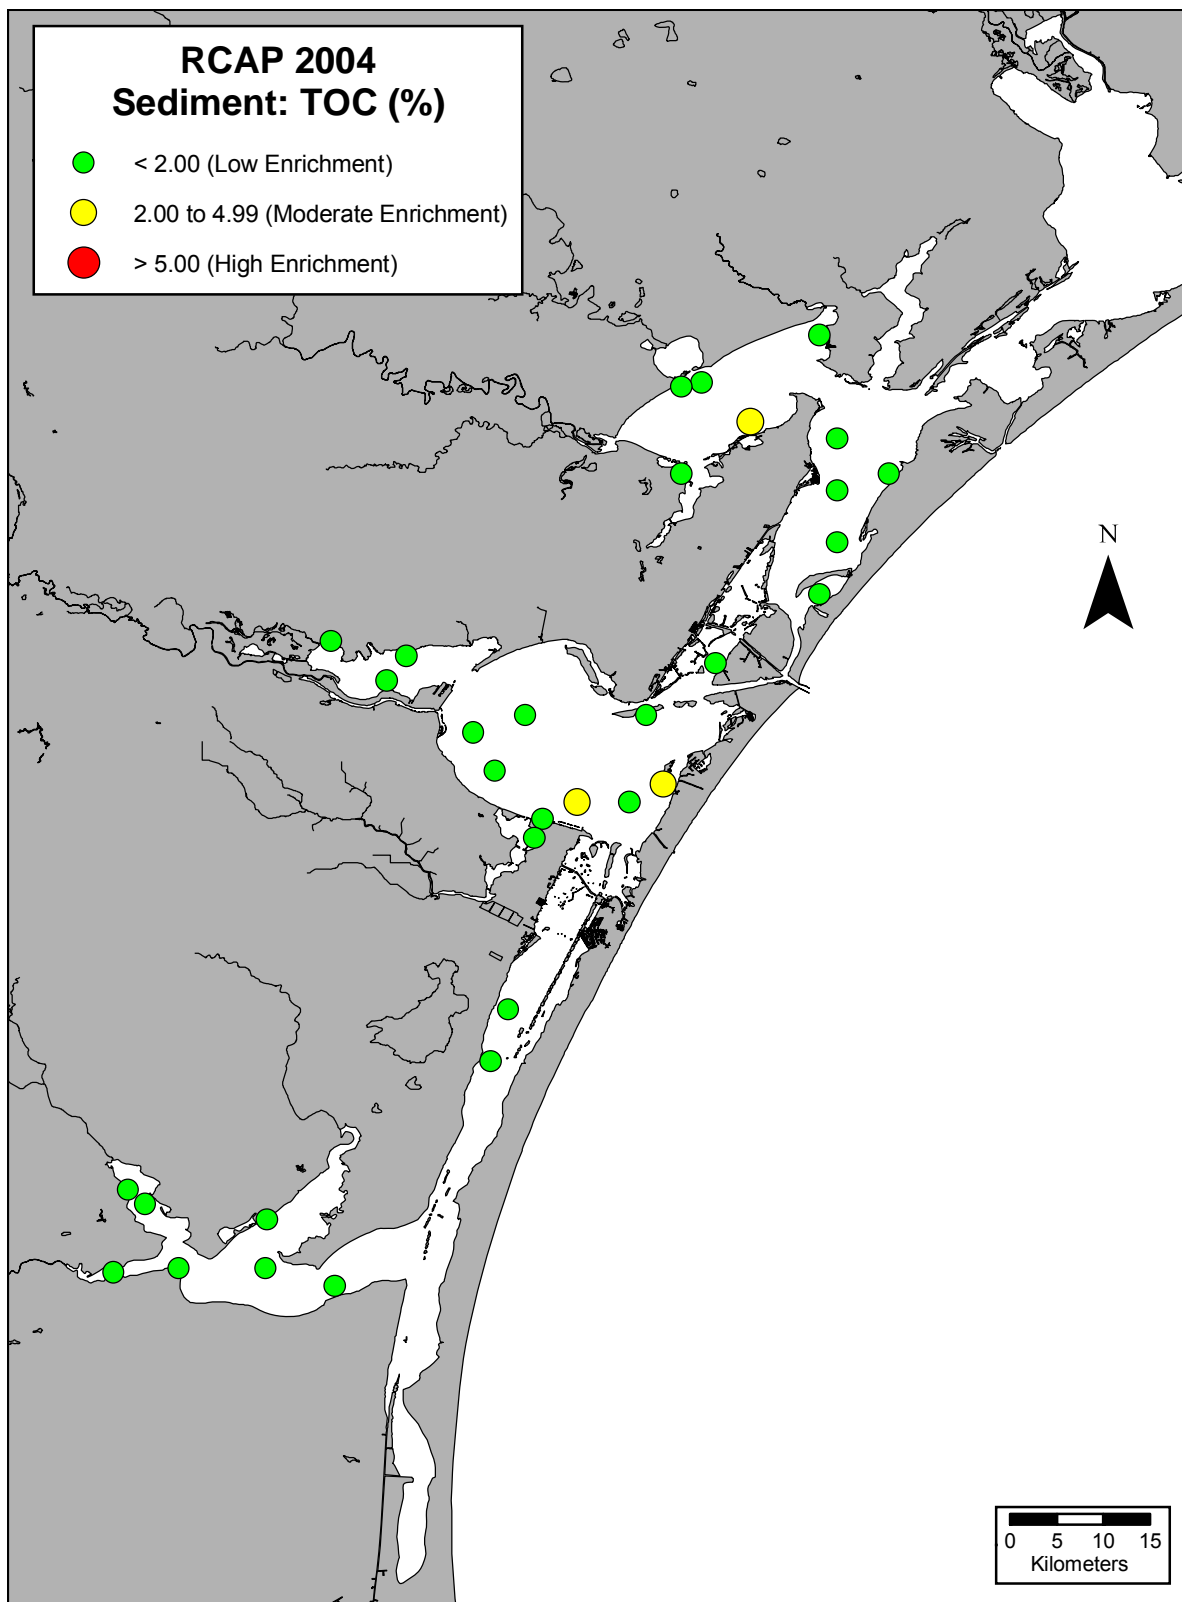 RCAP 2004
Sediment: TOC (%)
< 2.00 (Low Enrichment)
2.00 to 4.99 (Moderate Enrichment)
> 5.00 (High Enrichment)
N
0 5 10 15
Kilometers